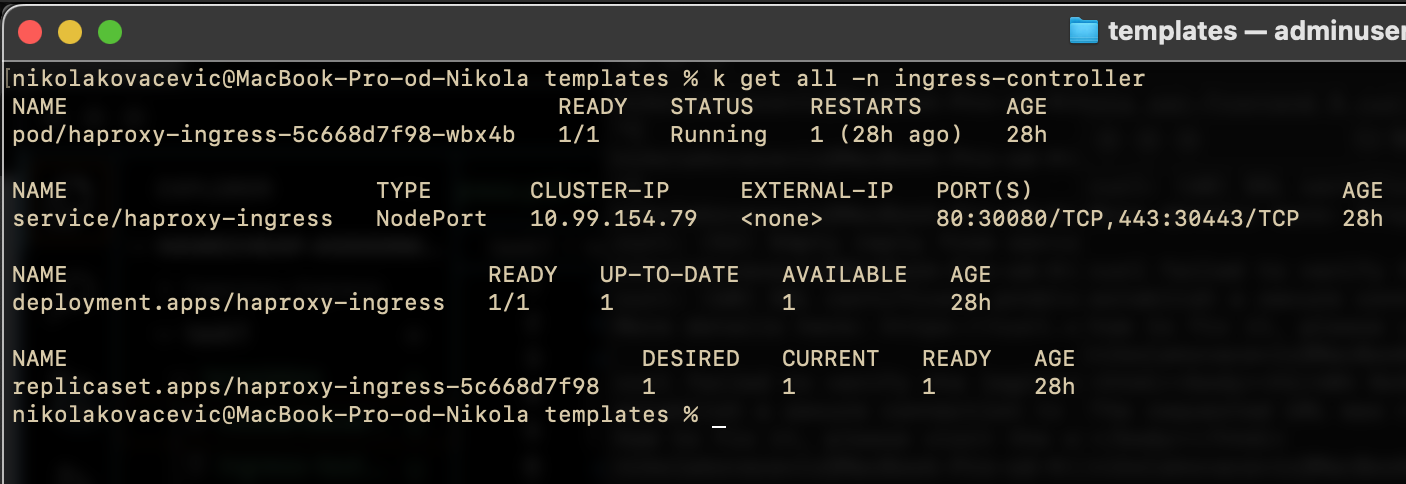 templates — adminuser
nikolakovacevic@MacBook-Pro-od-Nikola templates % k get all -n ingress-controller
NAME READY STATUS RESTARTS AGE
pod/haproxy-ingress-5c668d7f98-wbx4b 1/1 Running 1 (28h ago) 28h
NAME TYPE CLUSTER-IP EXTERNAL-IP PORT(S) AGE
service/haproxy-ingress NodePort 10.99.154.79 <none> 80:30080/TCP,443:30443/TCP 28h
NAME READY UP-TO-DATE AVAILABLE AGE
deployment.apps/haproxy-ingress 1/1 1 1 28h
NAME DESIRED CURRENT READY AGE
replicaset.apps/haproxy-ingress-5c668d7f98 1 1 1 28h
nikolakovacevic@MacBook-Pro-od-Nikola templates %